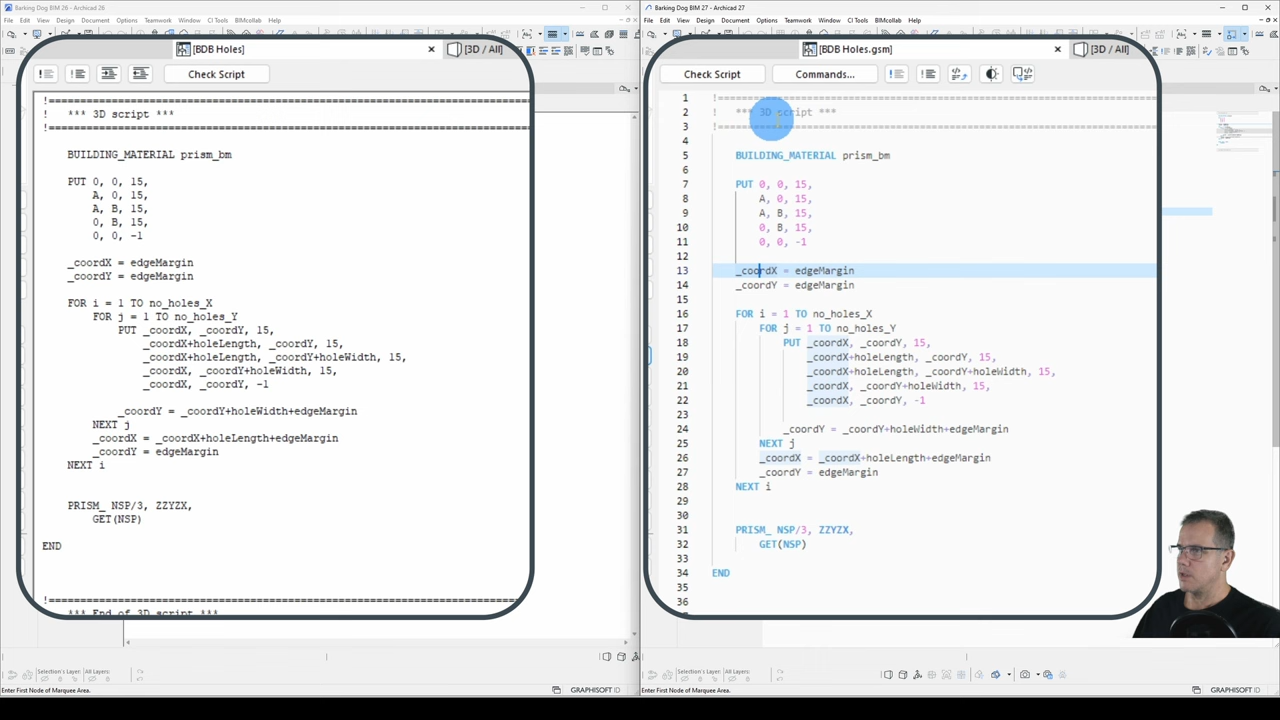 Barking Dog BIM 26 - Archicad 26
File Edit View Design Document Options Teamwork Window CI Tools BIMcollab Help
[BDB Holes]
[3D / All]
Check Script
!==========================================================
! *** 3D script ***
!==========================================================
BUILDING_MATERIAL prism_bm
PUT 0, 0, 15,
A, 0, 15,
A, B, 15,
0, B, 15,
0, 0, -1
_coordX = edgeMargin
_coordY = edgeMargin
FOR i = 1 TO no_holes_X
FOR j = 1 TO no_holes_Y
PUT _coordX, _coordY, 15,
_coordX+holeLength, _coordY, 15,
_coordX+holeLength, _coordY+holeWidth, 15,
_coordX, _coordY+holeWidth, 15,
_coordX, _coordY, -1
_coordY = _coordY+holeWidth+edgeMargin
NEXT j
_coordX = _coordX+holeLength+edgeMargin
_coordY = edgeMargin
NEXT i
PRISM_ NSP/3, ZZYZX,
GET(NSP)
END
!==========================================================
! *** End of 3D script ***
Selection's Layer: All Layers:
Enter First Node of Marquee Area.
GRAPHISOFT ID
Barking Dog BIM 27 - Archicad 27
File Edit View Design Document Options Teamwork Window CI Tools BIMcollab Help
[BDB Holes.gsm]
[3D / All]
Check Script
Commands...
1 !==========================================================
2 ! *** 3D script ***
3 !==========================================================
4
5 BUILDING_MATERIAL prism_bm
6
7 PUT 0, 0, 15,
8 A, 0, 15,
9 A, B, 15,
10 0, B, 15,
11 0, 0, -1
12
13 _coordX = edgeMargin
14 _coordY = edgeMargin
15
16 FOR i = 1 TO no_holes_X
17 FOR j = 1 TO no_holes_Y
18 PUT _coordX, _coordY, 15,
19 _coordX+holeLength, _coordY, 15,
20 _coordX+holeLength, _coordY+holeWidth, 15,
21 _coordX, _coordY+holeWidth, 15,
22 _coordX, _coordY, -1
23
24 _coordY = _coordY+holeWidth+edgeMargin
25 NEXT j
26 _coordX = _coordX+holeLength+edgeMargin
27 _coordY = edgeMargin
28 NEXT i
29
30
31 PRISM_ NSP/3, ZZYZX,
32 GET(NSP)
33
34 END
35
36
Selection's Layer: All Layers:
Enter First Node of Marquee Area.
GRAPHISOFT ID